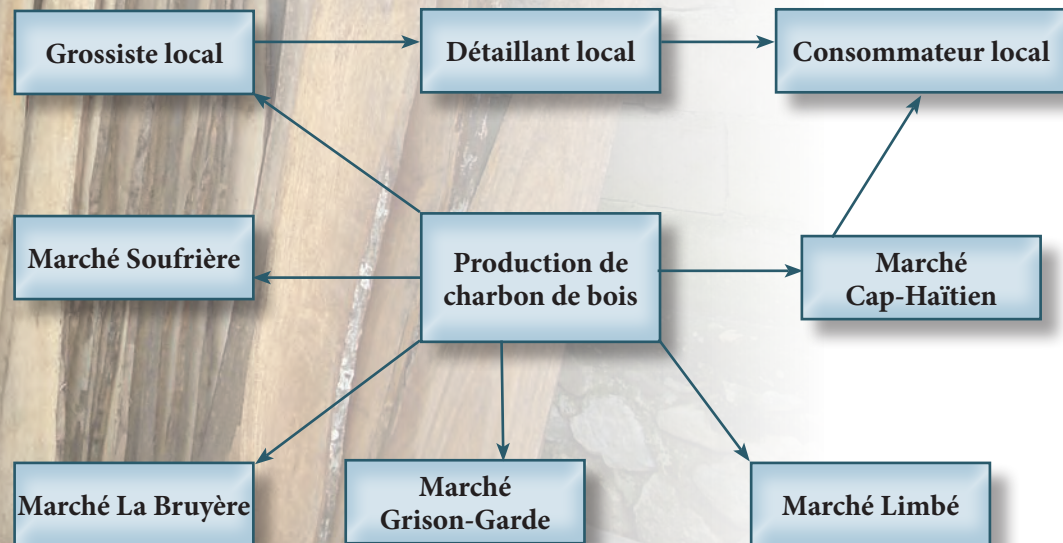 Grossiste local
Détaillant local
Consommateur local
Marché Soufrière
Production de
charbon de bois
Marché
Cap-Haïtien
Marché La Bruyère
Marché
Grison-Garde
Marché Limbé